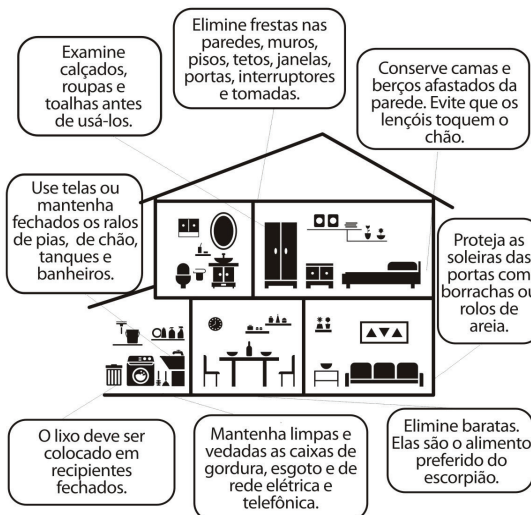 Examine
calçados,
roupas e
toalhas antes
de usá-los.
Elimine frestas nas
paredes, muros,
pisos, tetos, janelas,
portas, interruptores
e tomadas.
Conserve camas e
berços afastados da
parede. Evite que os
lençóis toquem o
chão.
Use telas ou
mantenha
fechados os ralos
de pias, de chão,
tanques e
banheiros.
Proteja as
soleiras das
portas com
borrachas ou
rolos de
areia.
O lixo deve ser
colocado em
recipientes
fechados.
Mantenha limpas e
vedadas as caixas de
gordura, esgoto e de
rede elétrica e
telefônica.
Elimine baratas.
Elas são o alimento
preferido do
escorpião.